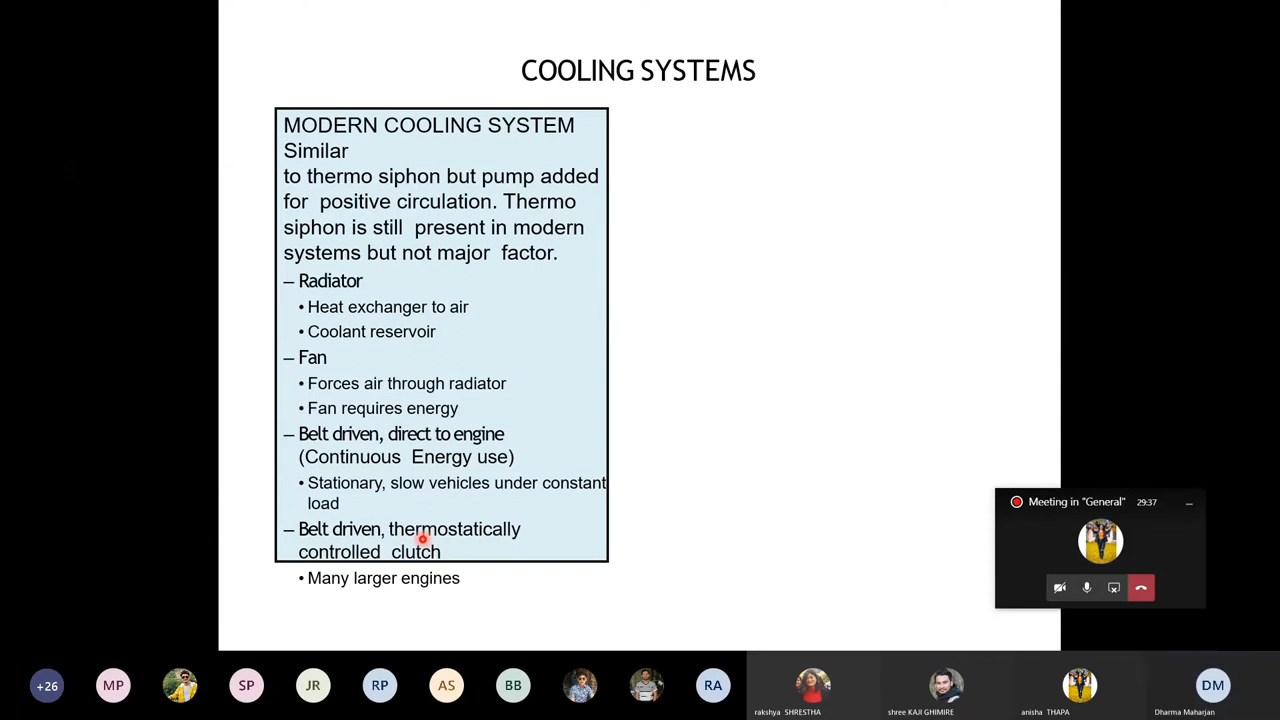 COOLING SYSTEMS
MODERN COOLING SYSTEM
Similar
to thermo siphon but pump added
for positive circulation. Thermo
siphon is still present in modern
systems but not major factor.
– Radiator
• Heat exchanger to air
• Coolant reservoir
– Fan
• Forces air through radiator
• Fan requires energy
– Belt driven, direct to engine
(Continuous Energy use)
• Stationary, slow vehicles under constant
load
– Belt driven, thermostatically
controlled clutch
• Many larger engines
Meeting in "General" 29:37
+26 MP SP JR RP AS BB RA DM
rakshya SHRESTHA shree KAJI GHIMIRE anisha THAPA Dharma Maharjan